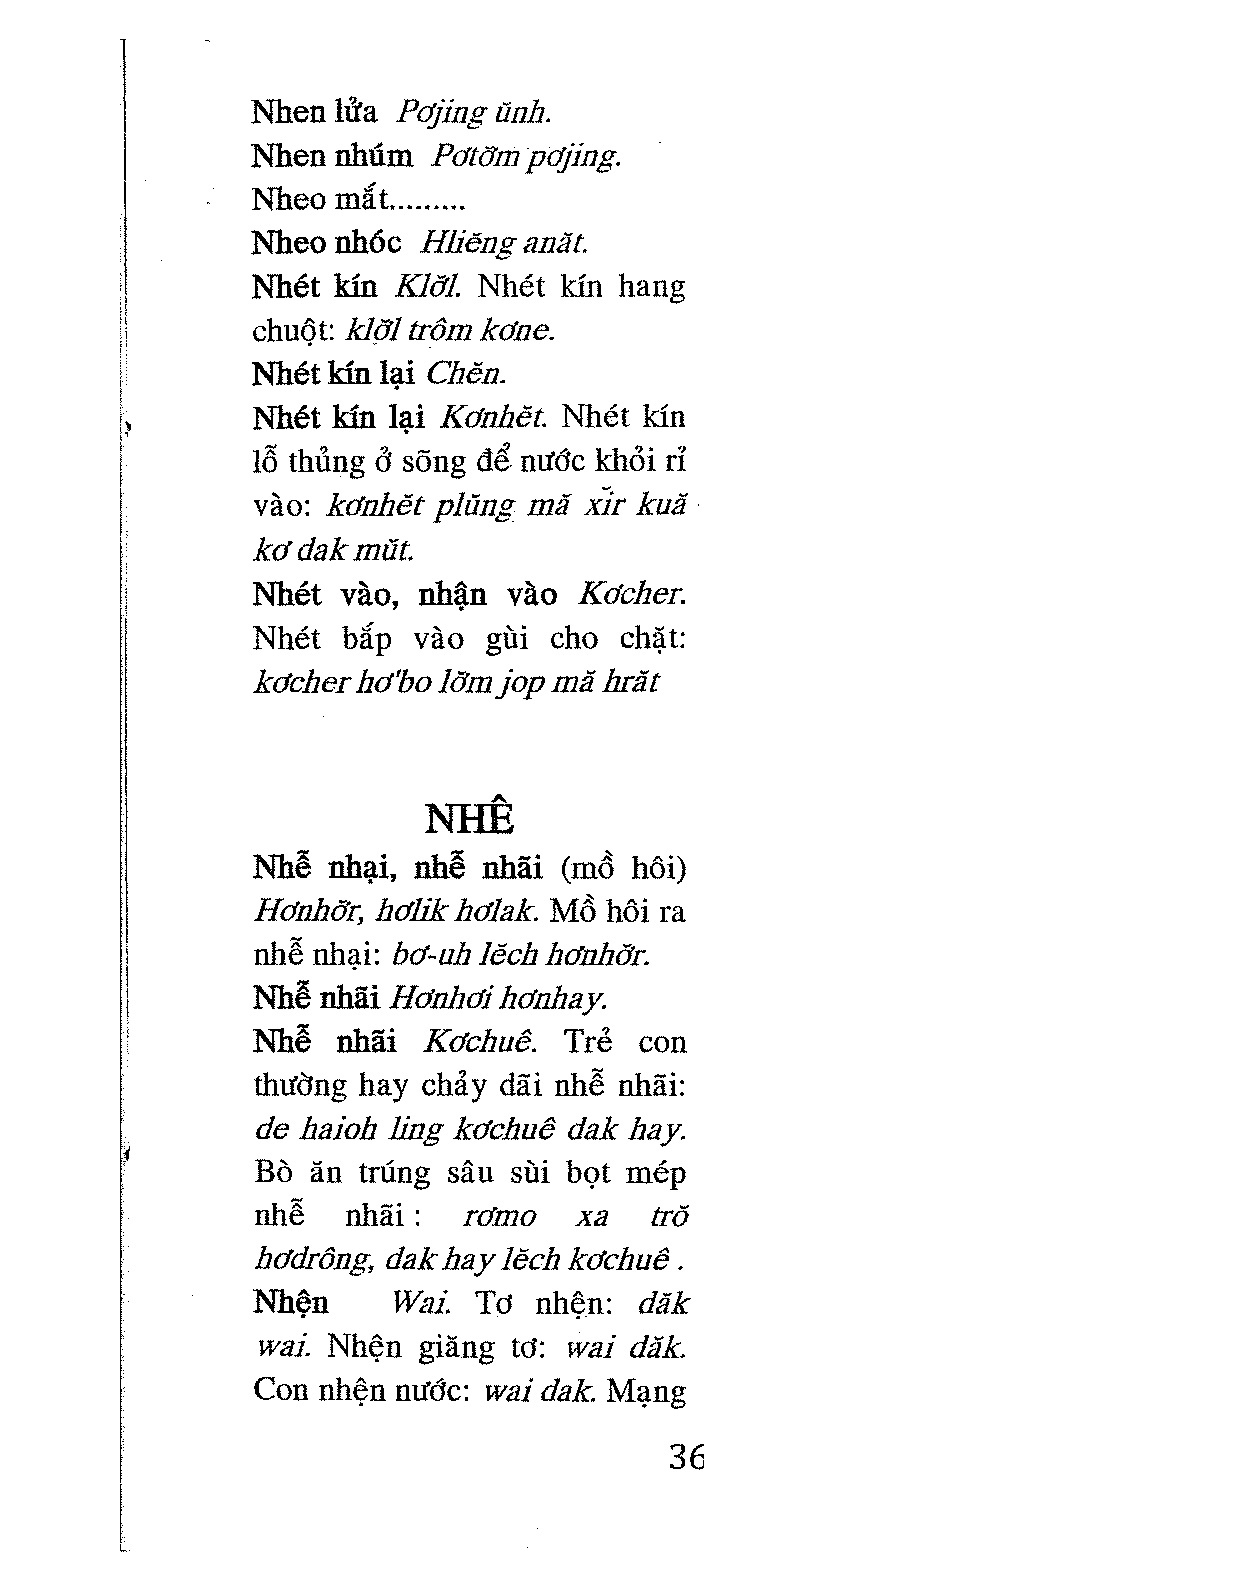 Nhen lửa Pơjing ŭnh.
Nhen nhúm Pơtơ̆m pơjing.
Nheo mắt.........
Nheo nhóc Hliĕng anăt.
Nhét kín Klơ̆l. Nhét kín hang
chuột: klơ̆l trôm kơne.
Nhét kín lại Chĕn.
Nhét kín lại Kơnhĕt. Nhét kín
lỗ thủng ở sõng để nước khỏi rỉ
vào: kơnhĕt plŭng mă xĭr kuă
kơ dak mŭt.
Nhét vào, nhận vào Kơcher.
Nhét bắp vào gùi cho chặt:
kơcher hơ'bo lơ̆m jop mă hrăt
NHÊ
Nhễ nhại, nhễ nhãi (mồ hôi)
Hơnhơ̆r, hơlik hơlak. Mồ hôi ra
nhễ nhại: bơ-uh lĕch hơnhơ̆r.
Nhễ nhãi Hơnhơi hơnhay.
Nhễ nhãi Kơchuê. Trẻ con
thường hay chảy dãi nhễ nhãi:
de haioh ling kơchuê dak hay.
Bò ăn trúng sâu sùi bọt mép
nhễ nhãi : rơmo xa trŏ
hơdrông, dak hay lĕch kơchuê .
Nhện Wai. Tơ nhện: dăk
wai. Nhện giăng tơ: wai dăk.
Con nhện nước: wai dak. Mạng
36